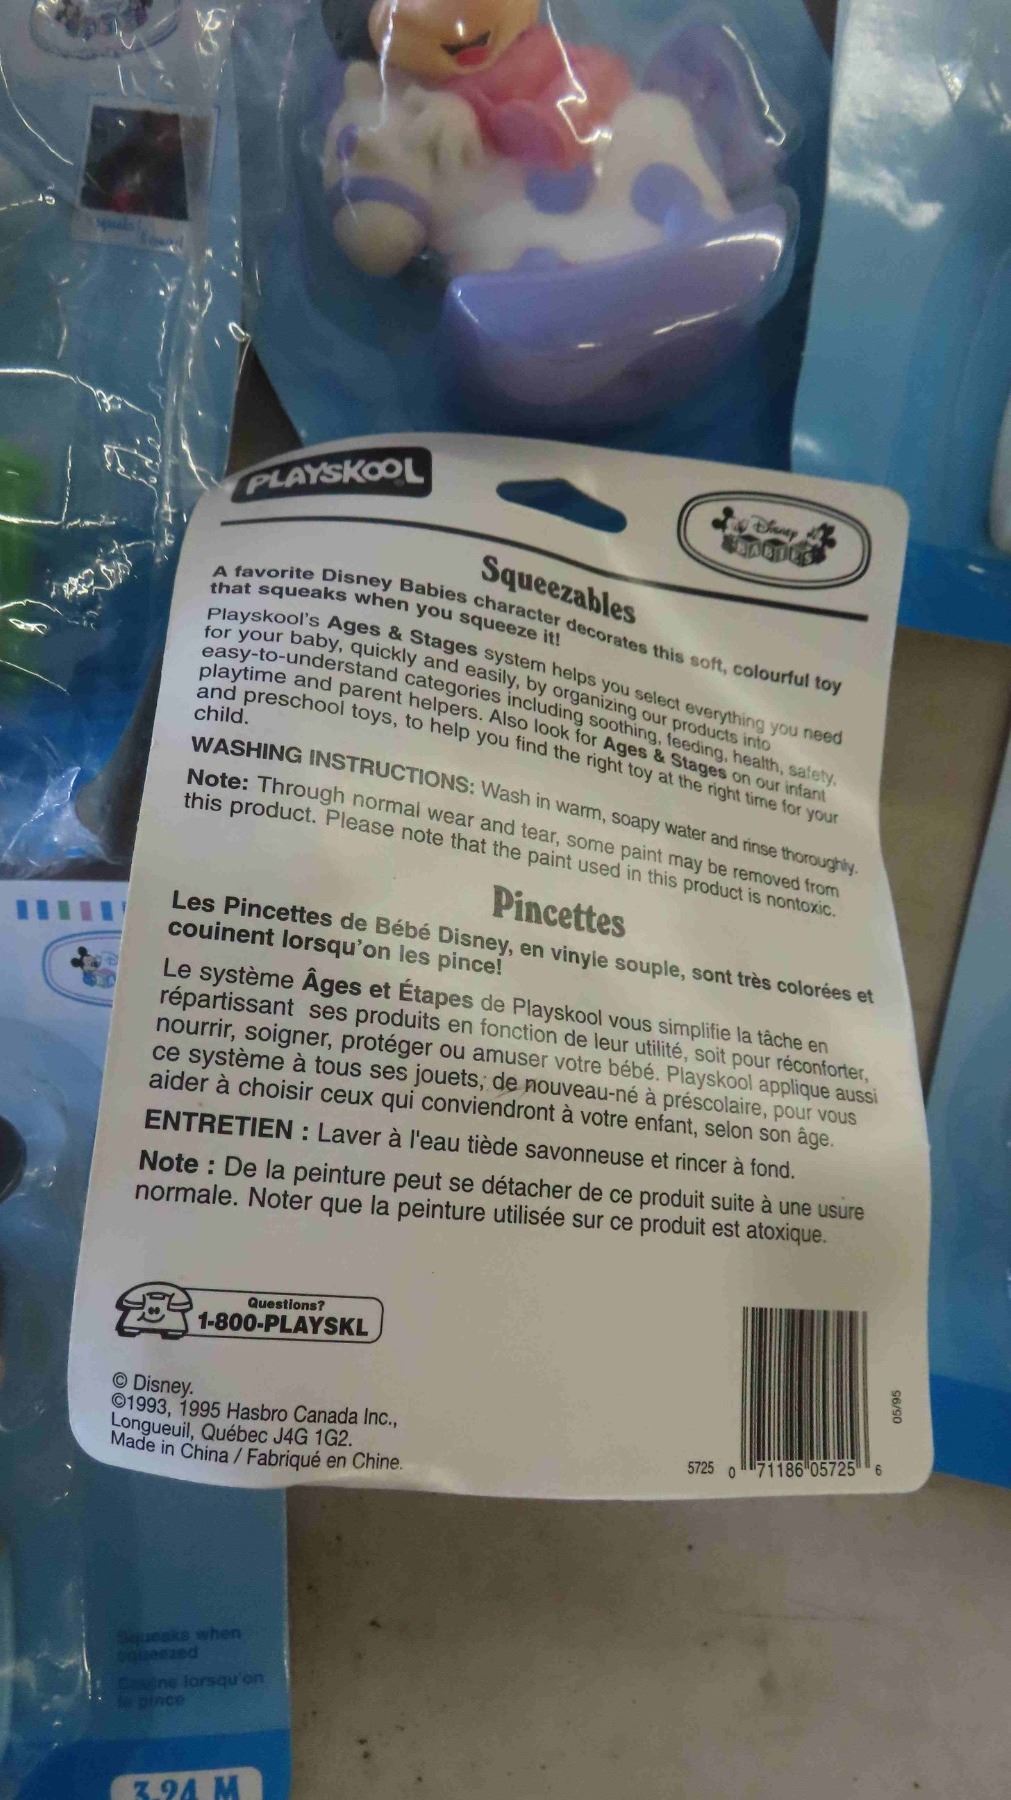 PLAYSKOOL
Disney
BABIES
Squeezables
A favorite Disney Babies character decorates this soft, colourful toy
that squeaks when you squeeze it!
Playskool's Ages & Stages system helps you select everything you need
for your baby, quickly and easily, by organizing our products into
easy-to-understand categories including soothing, feeding, health, safety,
playtime and parent helpers. Also look for Ages & Stages on our infant
and preschool toys, to help you find the right toy at the right time for your
child.
WASHING INSTRUCTIONS: Wash in warm, soapy water and rinse thoroughly.
Note: Through normal wear and tear, some paint may be removed from
this product. Please note that the paint used in this product is nontoxic.
Pincettes
Les Pincettes de Bébé Disney, en vinyle souple, sont très colorées et
couinent lorsqu'on les pince!
Le système Âges et Étapes de Playskool vous simplifie la tâche en
répartissant ses produits en fonction de leur utilité, soit pour réconforter,
nourrir, soigner, protéger ou amuser votre bébé. Playskool applique aussi
ce système à tous ses jouets, de nouveau-né à préscolaire, pour vous
aider à choisir ceux qui conviendront à votre enfant, selon son âge.
ENTRETIEN : Laver à l'eau tiède savonneuse et rincer à fond.
Note : De la peinture peut se détacher de ce produit suite à une usure
normale. Noter que la peinture utilisée sur ce produit est atoxique.
Questions?
1-800-PLAYSKL
© Disney.
©1993, 1995 Hasbro Canada Inc.,
Longueuil, Québec J4G 1G2.
Made in China / Fabriqué en Chine.
05/95
5725 0 71186 05725 6
Squeaks when
squeezed
Couine lorsqu'on
le pince
3-24 M